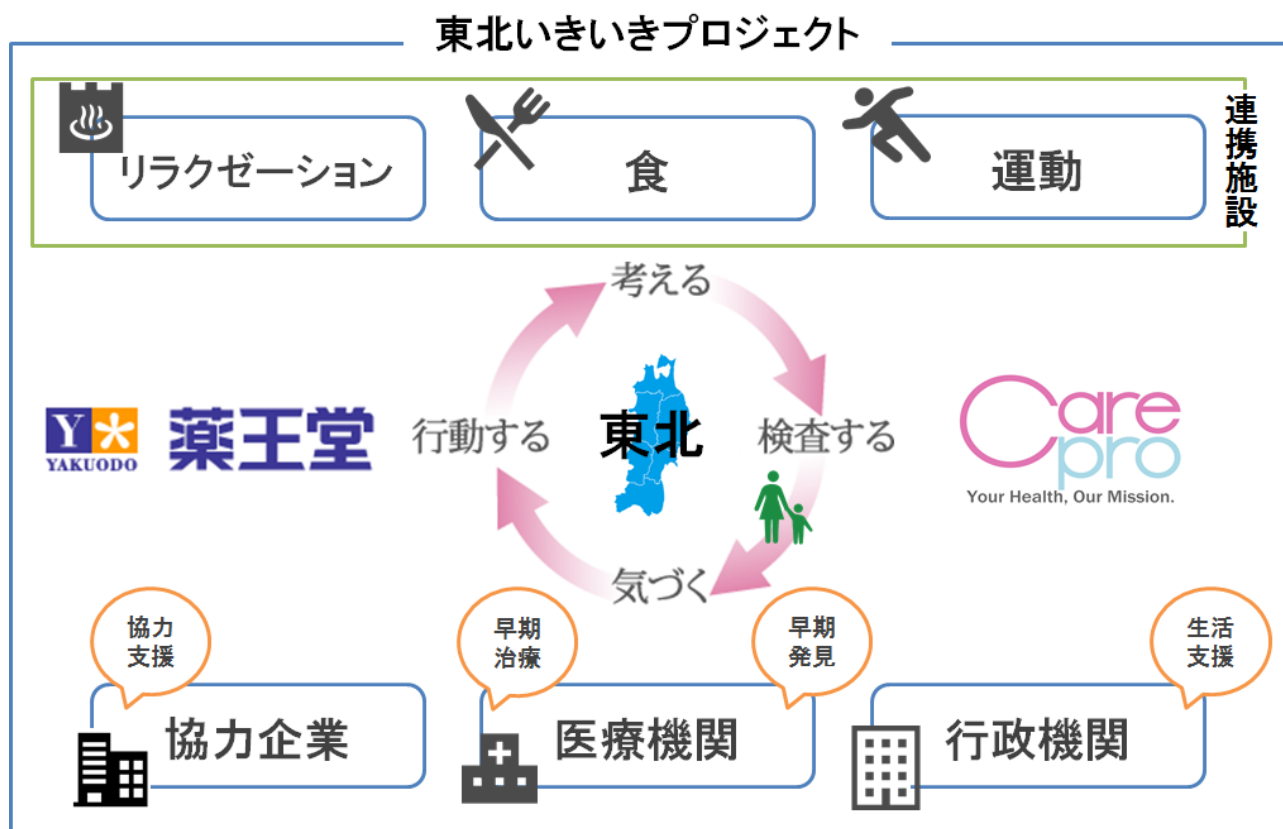 東北いきいきプロジェクト
リラクゼーション
食
運動
連携施設
考える
YAKUODO
薬王堂
行動する
東北
検査する
Care
pro
Your Health, Our Mission.
気づく
協力
支援
早期
治療
早期
発見
生活
支援
協力企業
医療機関
行政機関